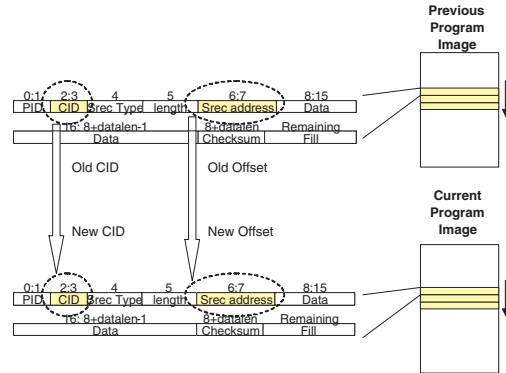 Previous
Program
Image
0:1 2:3 4 5 6:7 8:15
PID CID Srec Type length Srec address Data
16: 8+datalen-1 8+datalen Remaining
Data Checksum Fill
Old CID Old Offset
Current
Program
Image
New CID New Offset
0:1 2:3 4 5 6:7 8:15
PID CID Srec Type length Srec address Data
16: 8+datalen-1 8+datalen Remaining
Data Checksum Fill